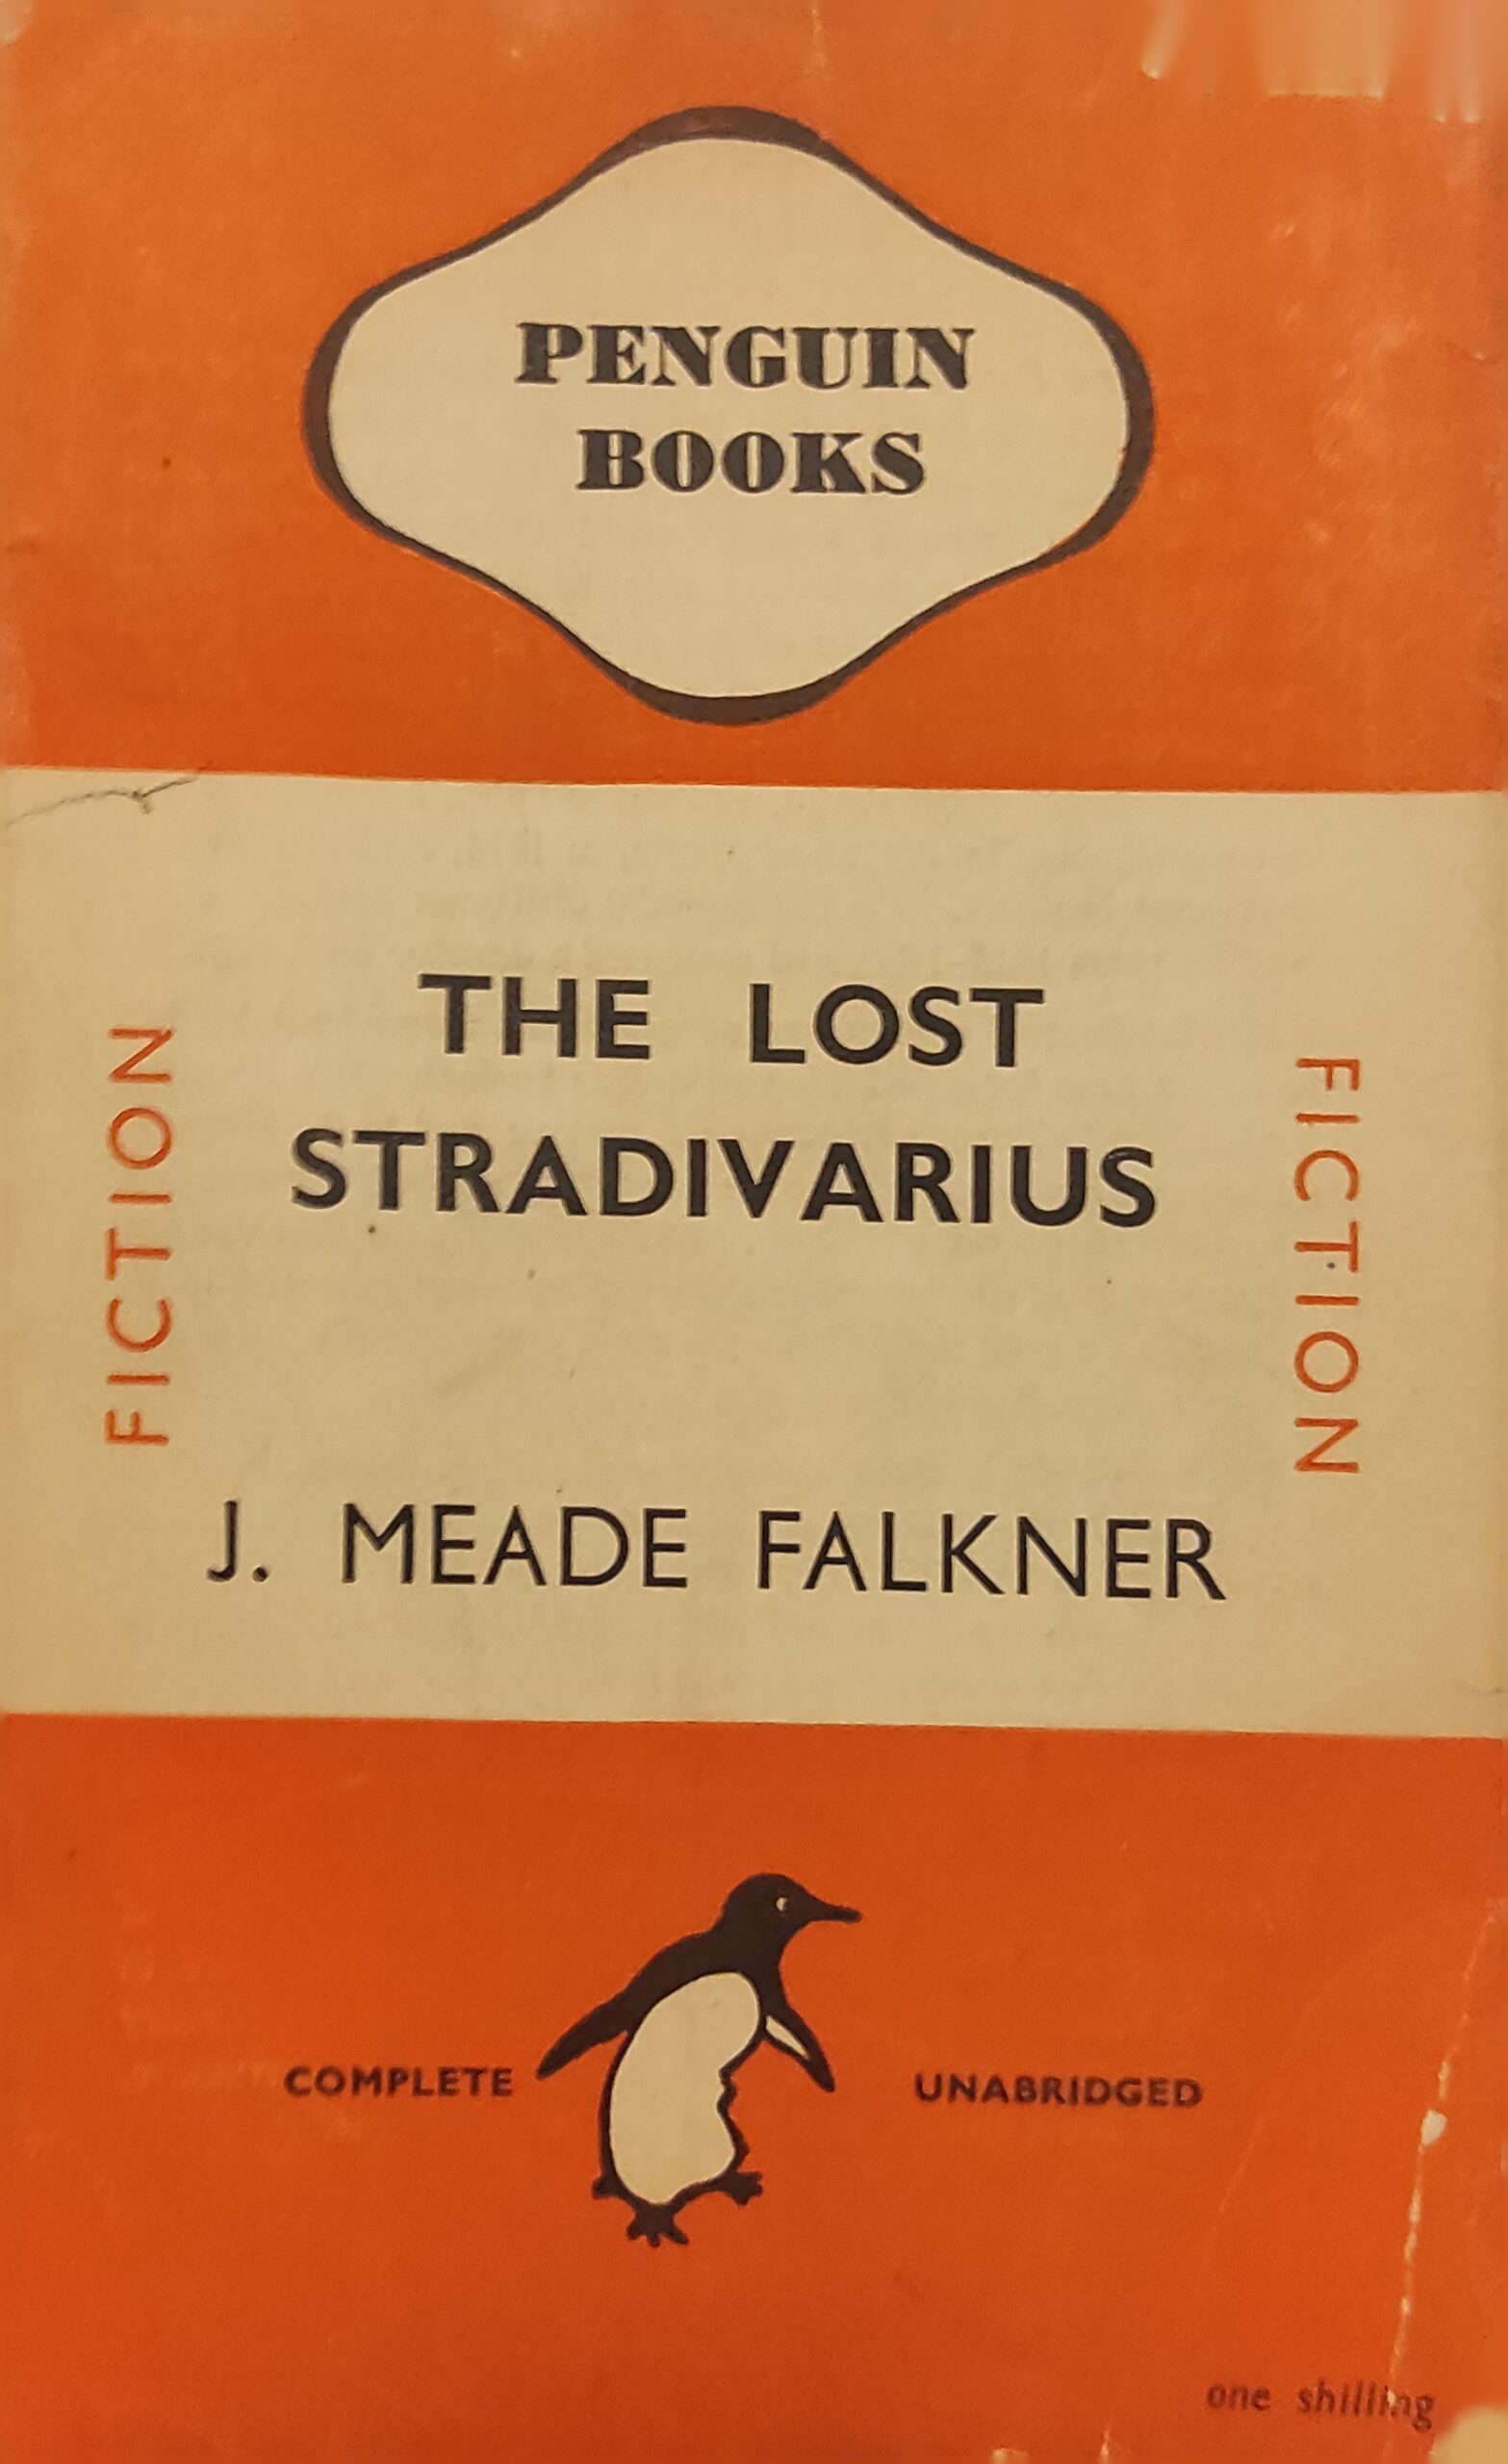 PENGUIN
BOOKS
THE LOST
STRADIVARIUS
FICTION
FICTION
J. MEADE FALKNER
COMPLETE
UNABRIDGED
one shilling